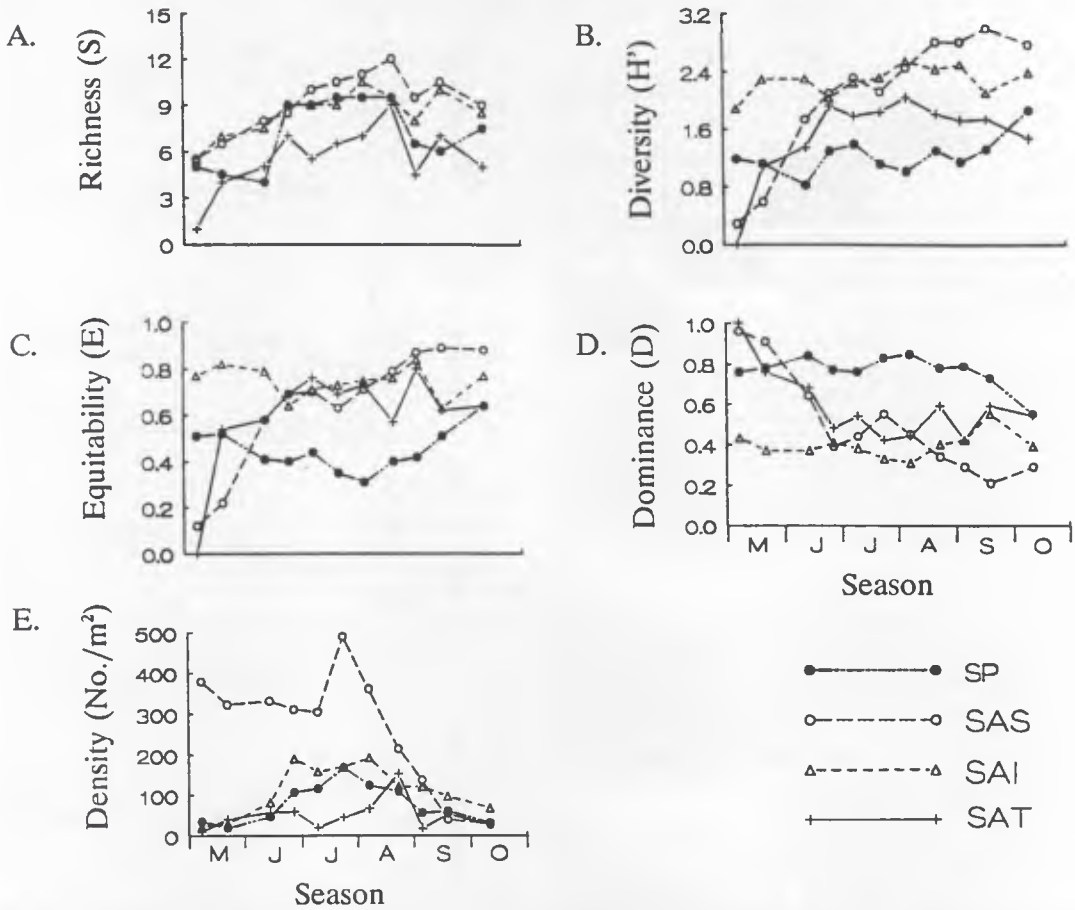 A.
Richness (S)
15
12
9
6
3
0
B.
Diversity (H')
3.2
2.4
1.6
0.8
0.0
C.
Equitability (E)
1.0
0.8
0.6
0.4
0.2
0.0
D.
Dominance (D)
1.0
0.8
0.6
0.4
0.2
0.0
M J J A S O
Season
E.
Density (No./m²)
500
400
300
200
100
0
M J J A S O
Season
SP
SAS
SAI
SAT